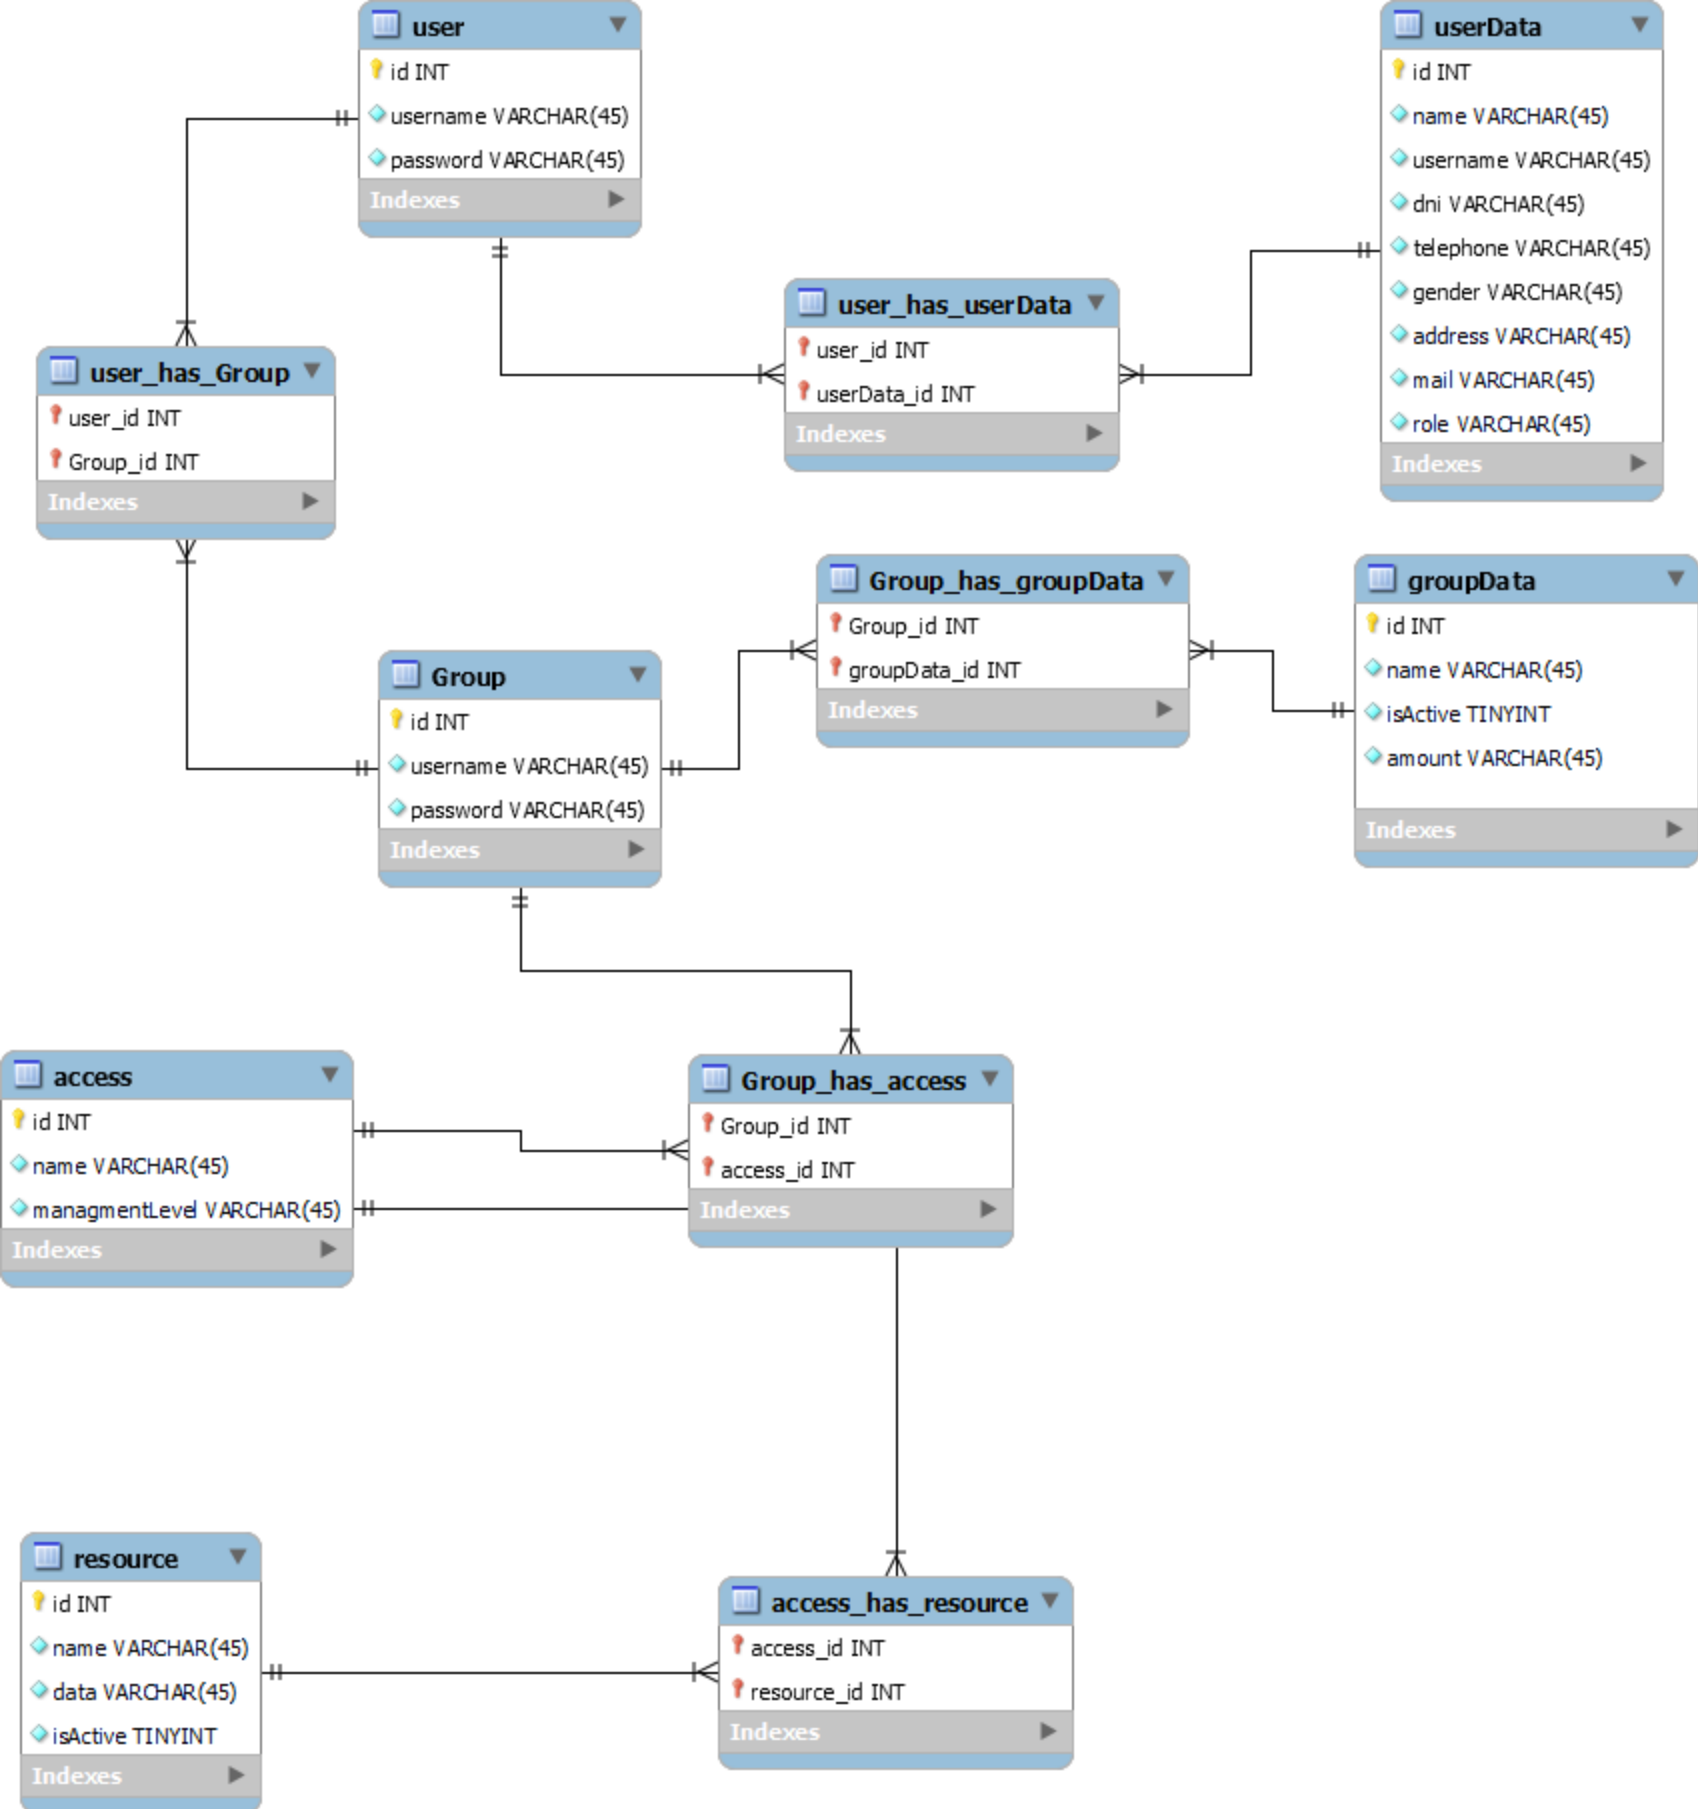 user
id INT
username VARCHAR(45)
password VARCHAR(45)
Indexes
userData
id INT
name VARCHAR(45)
username VARCHAR(45)
dni VARCHAR(45)
telephone VARCHAR(45)
gender VARCHAR(45)
address VARCHAR(45)
mail VARCHAR(45)
role VARCHAR(45)
Indexes
user_has_userData
user_id INT
userData_id INT
Indexes
user_has_Group
user_id INT
Group_id INT
Indexes
Group_has_groupData
Group_id INT
groupData_id INT
Indexes
groupData
id INT
name VARCHAR(45)
isActive TINYINT
amount VARCHAR(45)
Indexes
Group
id INT
username VARCHAR(45)
password VARCHAR(45)
Indexes
access
id INT
name VARCHAR(45)
managmentLevel VARCHAR(45)
Indexes
Group_has_access
Group_id INT
access_id INT
Indexes
resource
id INT
name VARCHAR(45)
data VARCHAR(45)
isActive TINYINT
Indexes
access_has_resource
access_id INT
resource_id INT
Indexes